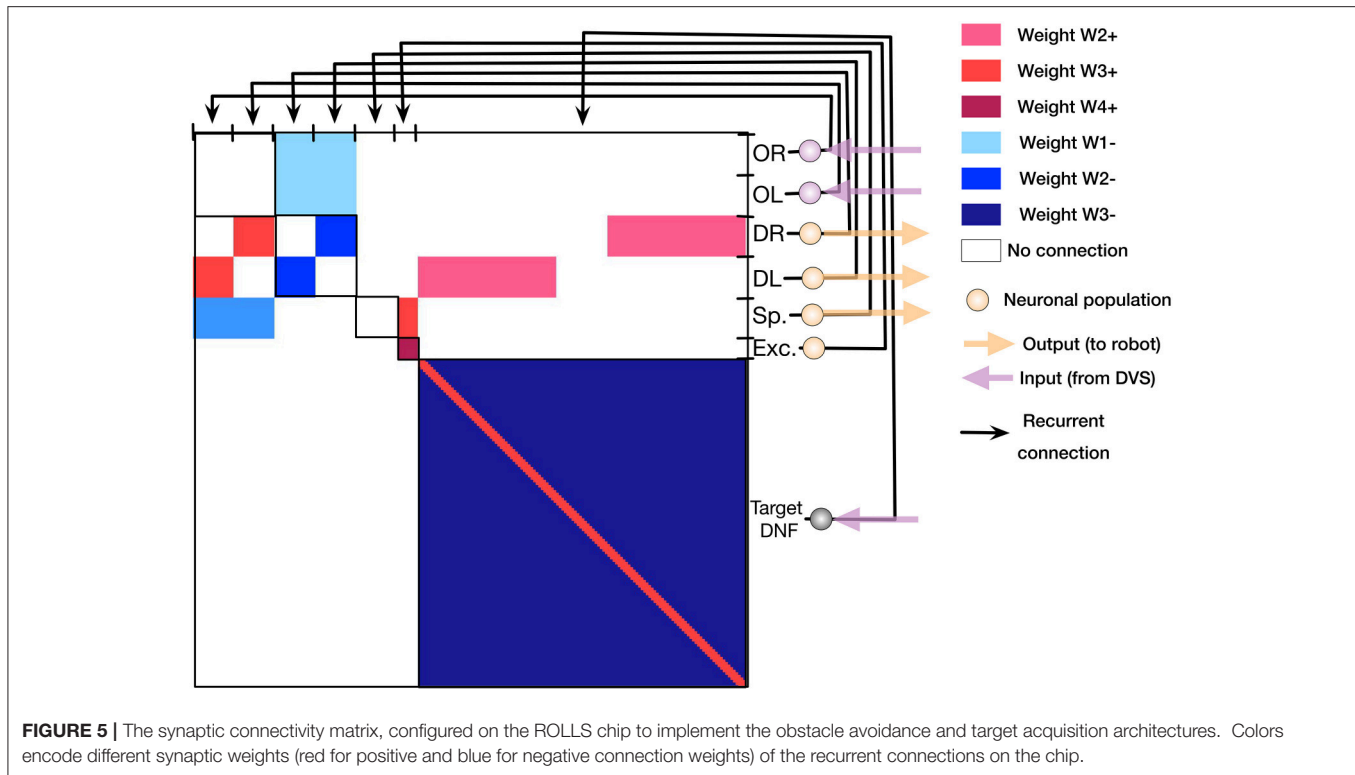 Weight W2+
Weight W3+
Weight W4+
Weight W1-
Weight W2-
Weight W3-
No connection
Neuronal population
Output (to robot)
Input (from DVS)
Recurrent
connection
OR
OL
DR
DL
Sp.
Exc.
Target
DNF
FIGURE 5 | The synaptic connectivity matrix, configured on the ROLLS chip to implement the obstacle avoidance and target acquisition architectures. Colors
encode different synaptic weights (red for positive and blue for negative connection weights) of the recurrent connections on the chip.